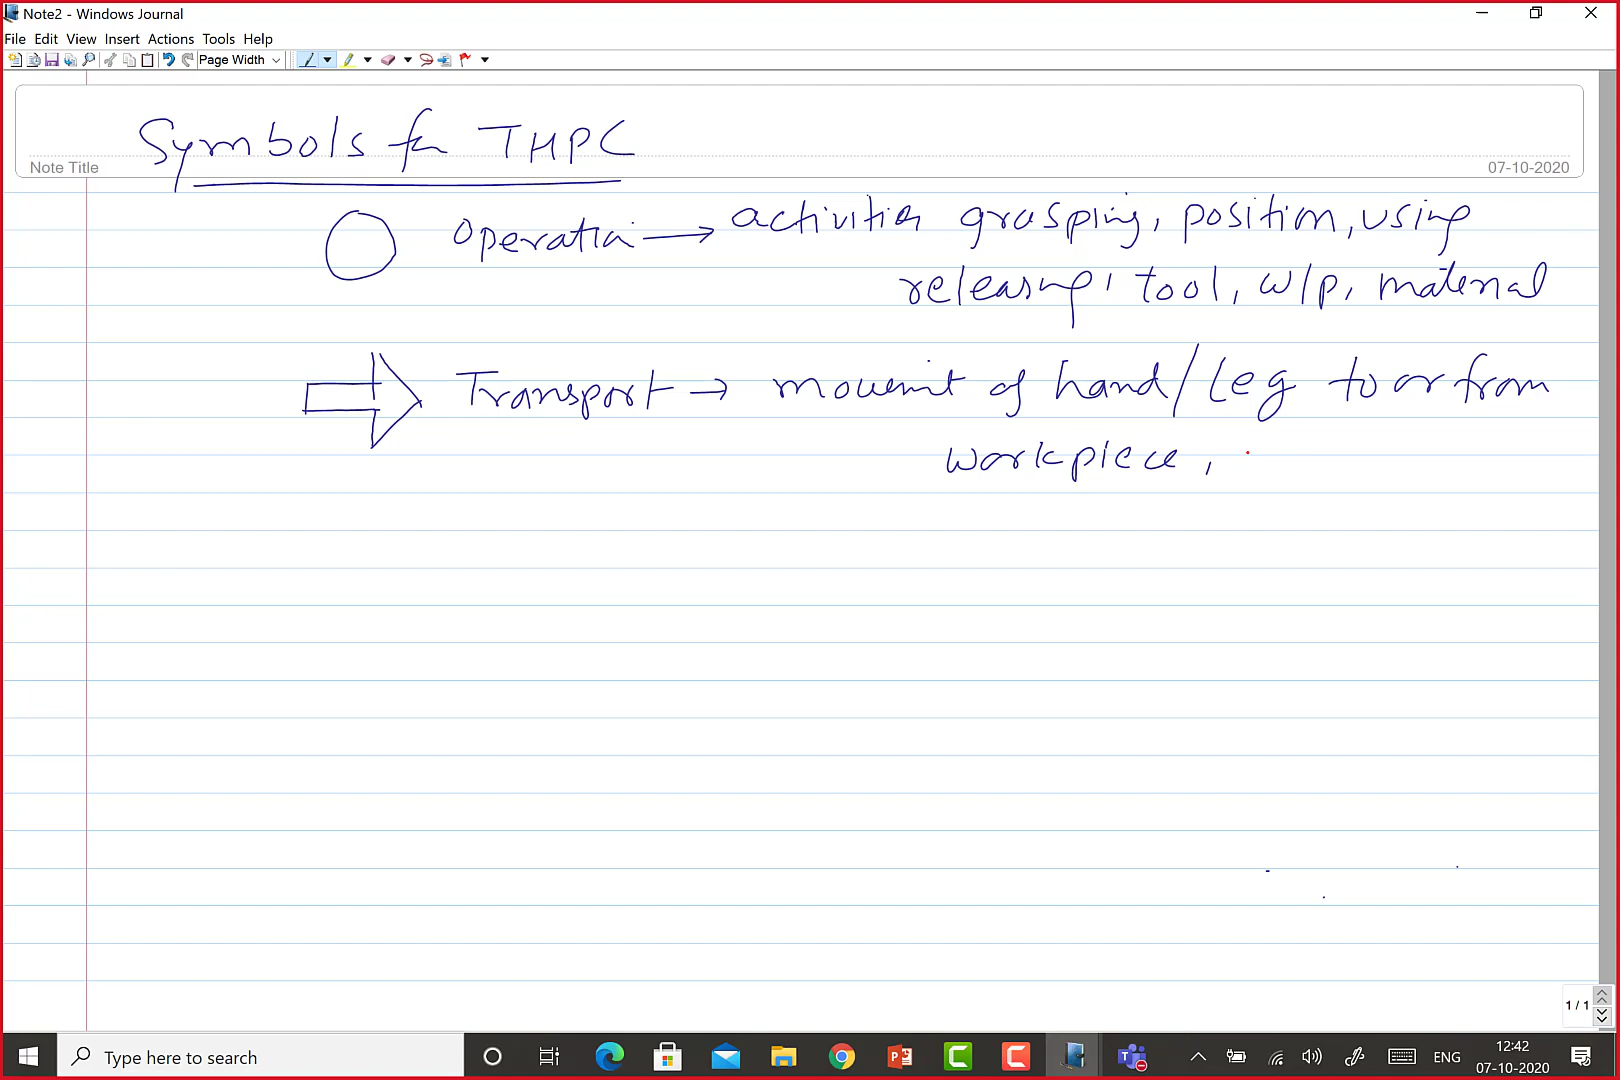 Note2 - Windows Journal
File Edit View Insert Actions Tools Help
Page Width
Symbols for THPC
Note Title
07-10-2020
Operation → activities grasping, position, using
releasing, tool, w/p, material
Transport → movement of hand/Leg to or from
workpiece,
1 / 1
Type here to search
ENG
12:42
07-10-2020